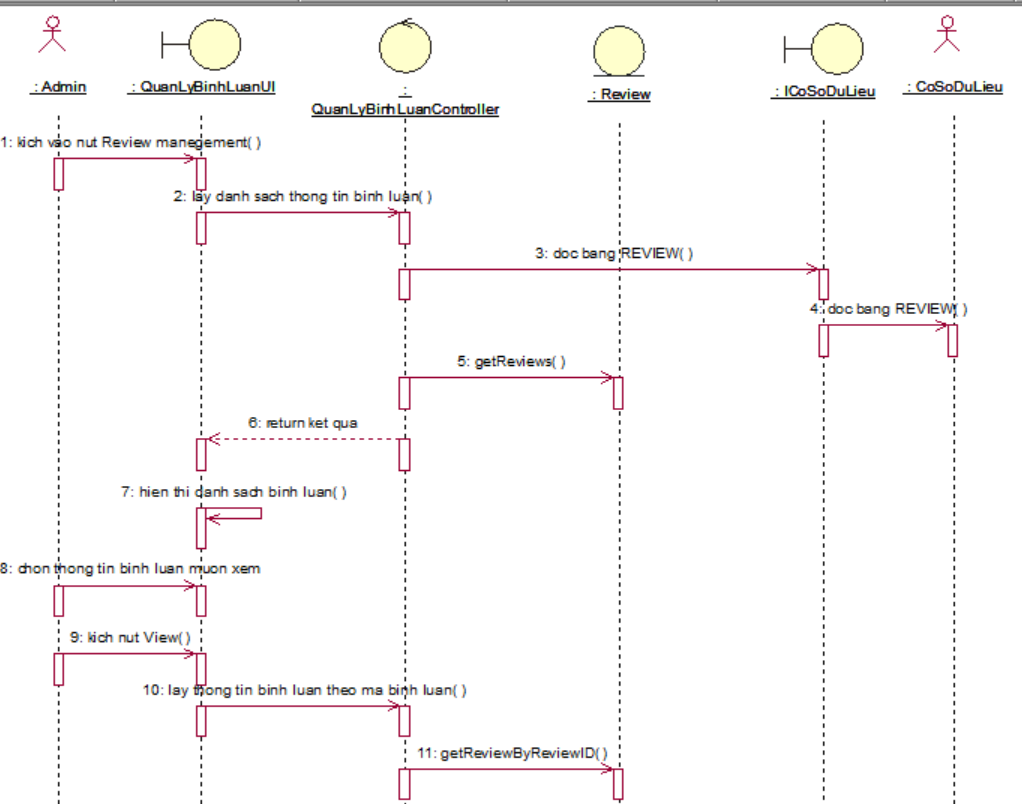 : Admin
: QuanLyBinhLuanUI
:
QuanLyBinhLuanController
: Review
: ICoSoDuLieu
: CoSoDuLieu
1: kich vao nut Review manegement( )
2: lay danh sach thong tin binh luan( )
3: doc bang REVIEW( )
4: doc bang REVIEW( )
5: getReviews( )
6: return ket qua
7: hien thi danh sach binh luan( )
8: chon thong tin binh luan muon xem
9: kich nut View( )
10: lay thong tin binh luan theo ma binh luan( )
11: getReviewByReviewID( )